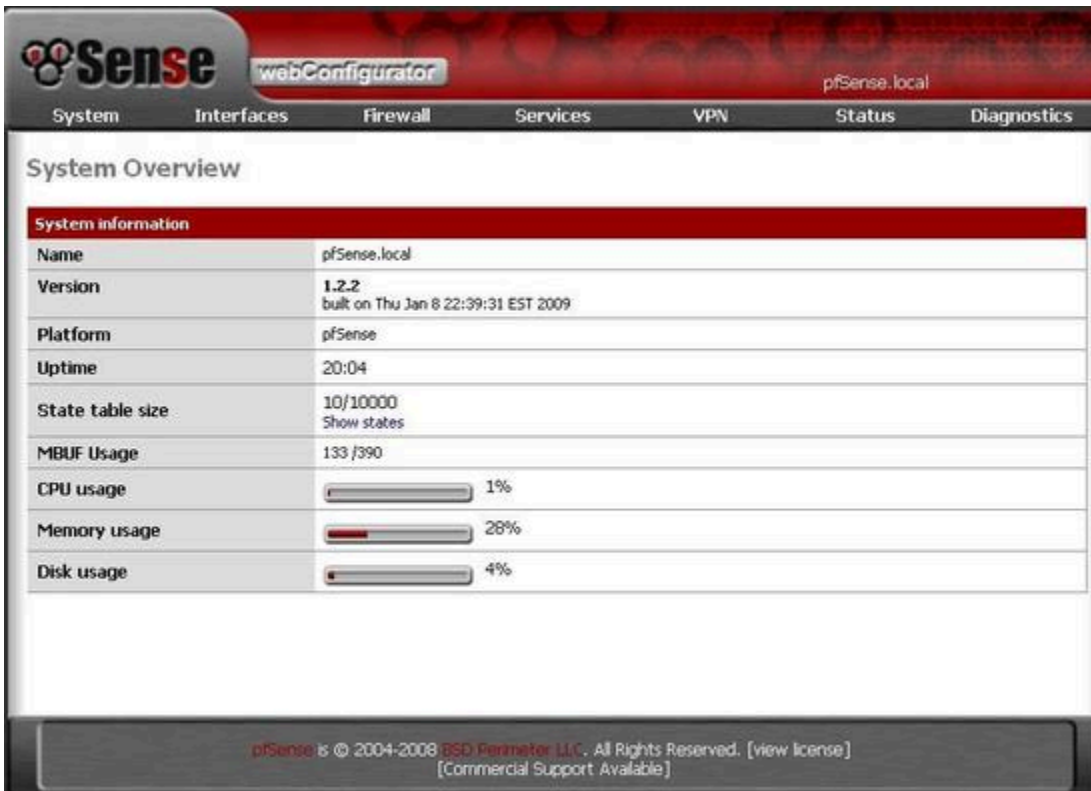 Sense
webConfigurator
pfSense.local
System Interfaces Firewall Services VPN Status Diagnostics
System Overview
System information
Name pfSense.local
Version 1.2.2
built on Thu Jan 8 22:39:31 EST 2009
Platform pfSense
Uptime 20:04
State table size 10/10000
Show states
MBUF Usage 133 /390
CPU usage 1%
Memory usage 28%
Disk usage 4%
pfSense is © 2004-2008 BSD Perimeter LLC. All Rights Reserved. [view license]
[Commercial Support Available]